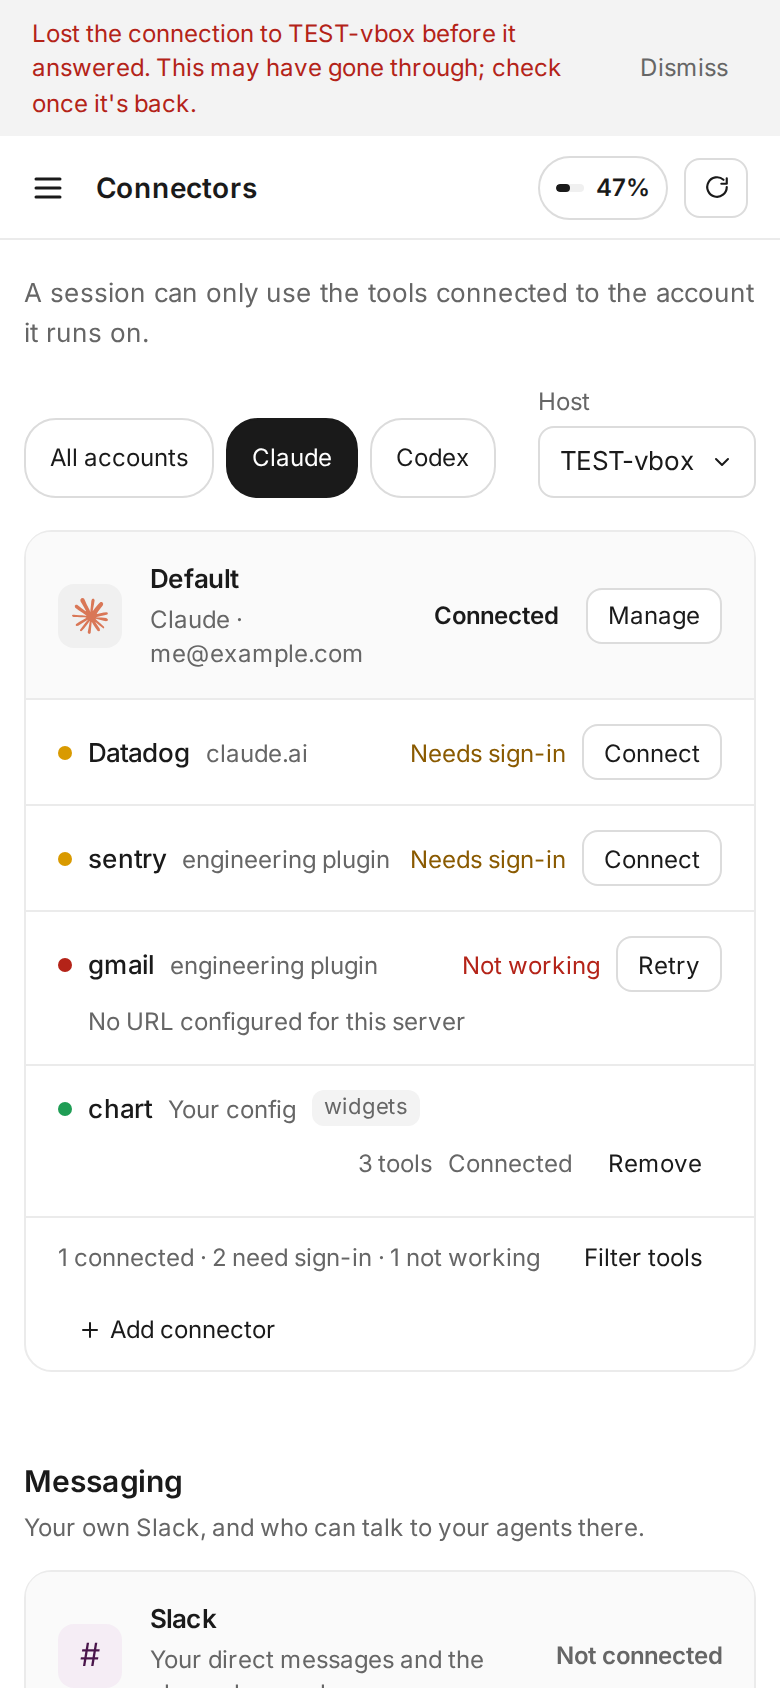 Lost the connection to TEST-vbox before it
answered. This may have gone through; check
once it's back.
Dismiss
Connectors
47%
A session can only use the tools connected to the account
it runs on.
Host
All accounts
Claude
Codex
TEST-vbox
Default
Claude ·
me@example.com
Connected
Manage
Datadog claude.ai Needs sign-in Connect
sentry engineering plugin Needs sign-in Connect
gmail engineering plugin Not working Retry
No URL configured for this server
chart Your config widgets
3 tools Connected Remove
1 connected · 2 need sign-in · 1 not working Filter tools
+ Add connector
Messaging
Your own Slack, and who can talk to your agents there.
#
Slack
Your direct messages and the
Not connected